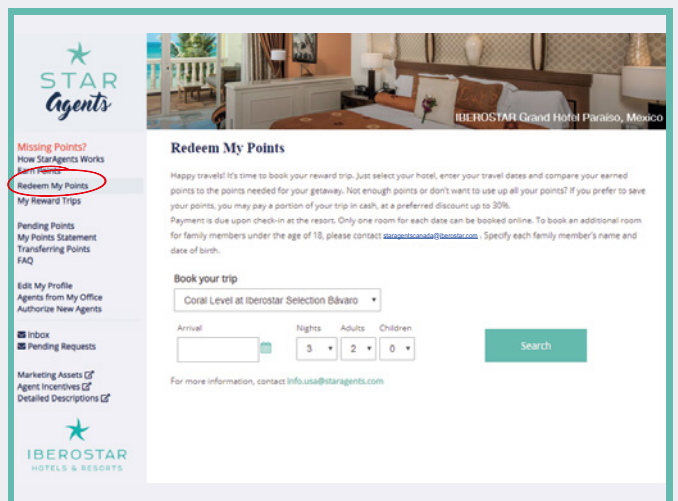 STAR
Agents
IBEROSTAR Grand Hotel Paraiso, Mexico
Missing Points?
How StarAgents Works
Earn Points
Redeem My Points
My Reward Trips
Pending Points
My Points Statement
Transferring Points
FAQ
Edit My Profile
Agents from My Office
Authorize New Agents
Inbox
Pending Requests
Marketing Assets
Agent Incentives
Detailed Descriptions
IBEROSTAR
HOTELS & RESORTS
Redeem My Points
Happy travels! It's time to book your reward trip. Just select your hotel, enter your travel dates and compare your earned
points to the points needed for your getaway. Not enough points or don't want to use up all your points? If you prefer to save
your points, you may pay a portion of your trip in cash, at a preferred discount up to 30%.
Payment is due upon check-in at the resort. Only one room for each date can be booked online. To book an additional room
for family members under the age of 18, please contact staragentscanada@iberostar.com . Specify each family member's name and
date of birth.
Book your trip
Coral Level at Iberostar Selection Bávaro
Arrival Nights Adults Children
3 2 0
Search
For more information, contact info.usa@staragents.com